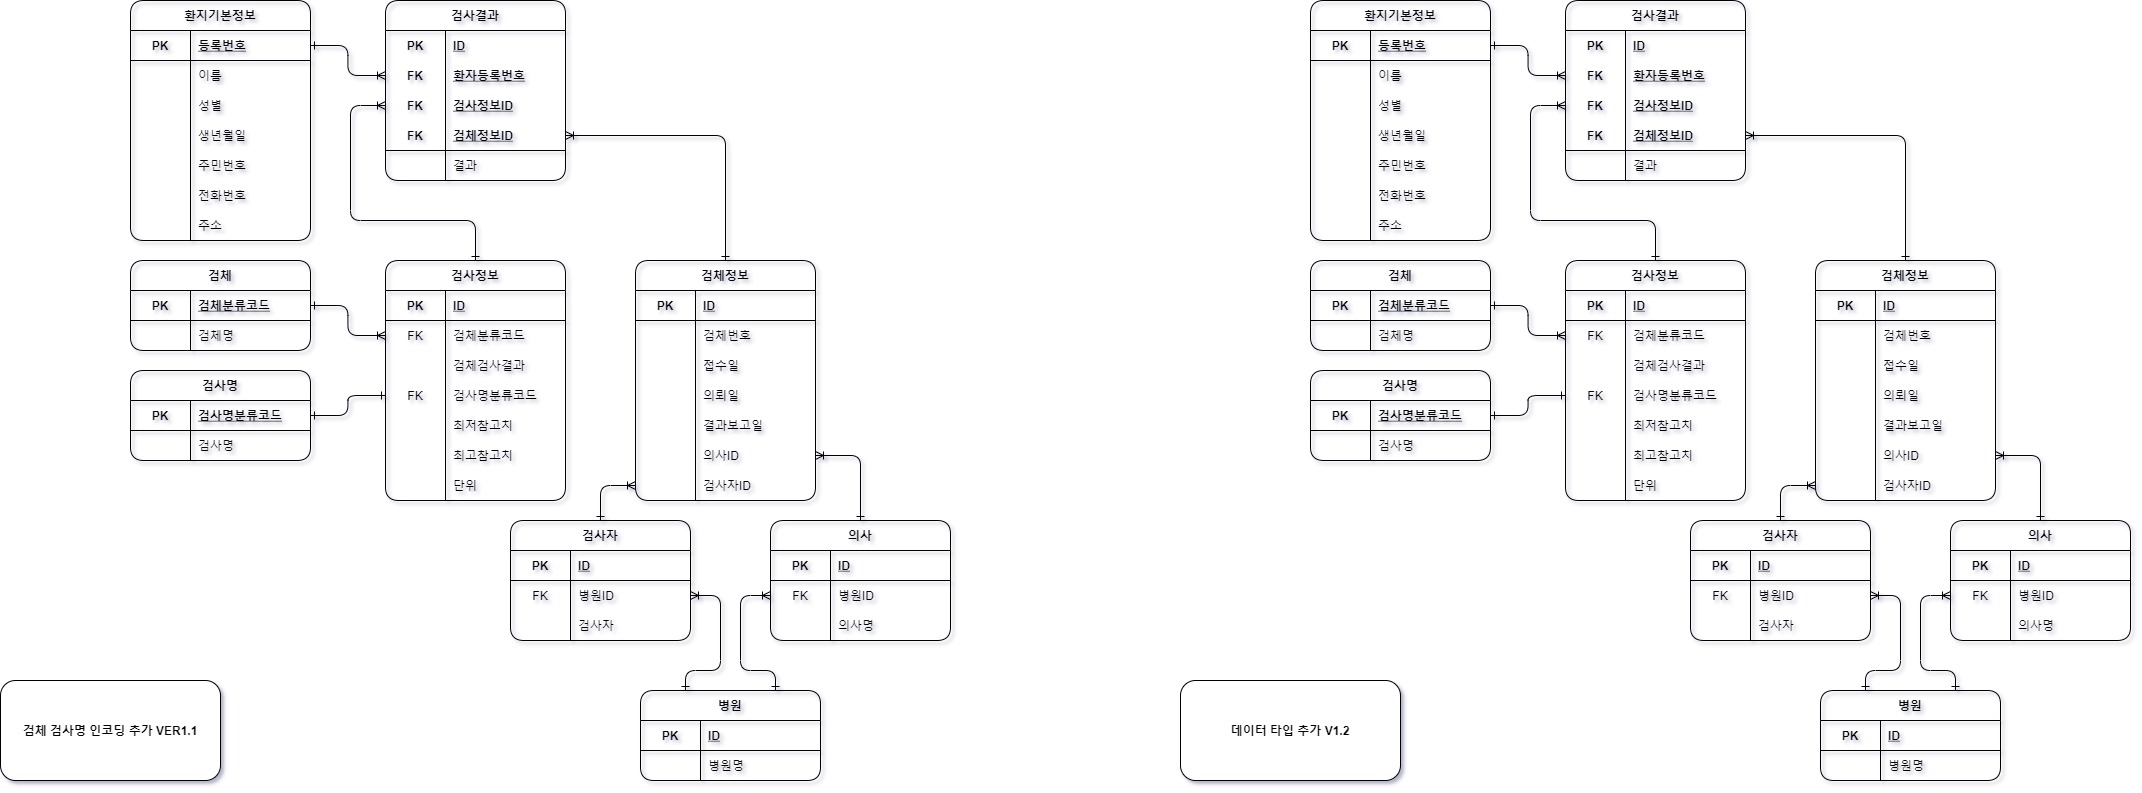 환지기본정보
PK 등록번호
이름
성별
생년월일
주민번호
전화번호
주소
검사결과
PK ID
FK 환자등록번호
FK 검사정보ID
FK 검체정보ID
결과
검체
PK 검체분류코드
검체명
검사명
PK 검사명분류코드
검사명
검사정보
PK ID
FK 검체분류코드
검체검사결과
FK 검사명분류코드
최저참고치
최고참고치
단위
검체정보
PK ID
검체번호
접수일
의뢰일
결과보고일
의사ID
검사자ID
검사자
PK ID
FK 병원ID
검사자
의사
PK ID
FK 병원ID
의사명
병원
PK ID
병원명
검체 검사명 인코딩 추가 VER1.1
환지기본정보
PK 등록번호
이름
성별
생년월일
주민번호
전화번호
주소
검사결과
PK ID
FK 환자등록번호
FK 검사정보ID
FK 검체정보ID
결과
검체
PK 검체분류코드
검체명
검사명
PK 검사명분류코드
검사명
검사정보
PK ID
FK 검체분류코드
검체검사결과
FK 검사명분류코드
최저참고치
최고참고치
단위
검체정보
PK ID
검체번호
접수일
의뢰일
결과보고일
의사ID
검사자ID
검사자
PK ID
FK 병원ID
검사자
의사
PK ID
FK 병원ID
의사명
병원
PK ID
병원명
데이터 타입 추가 V1.2